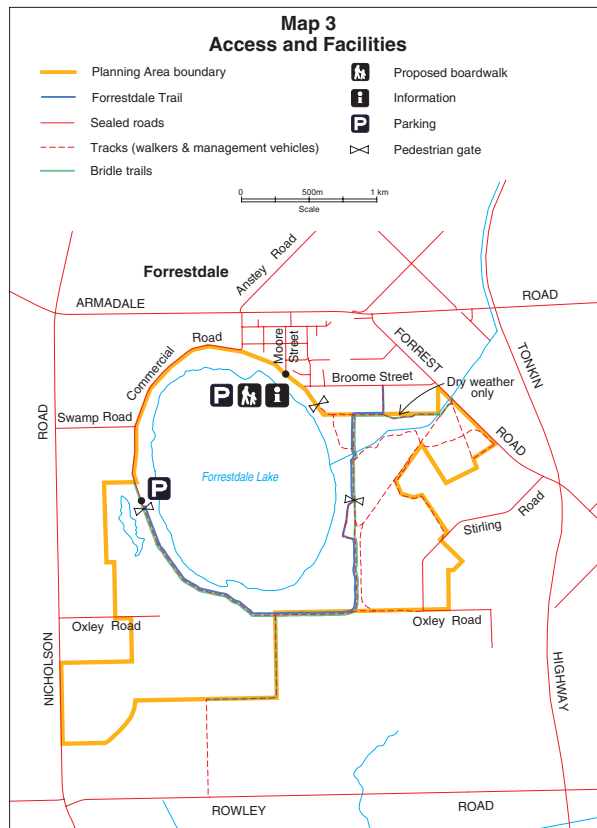 Map 3
Access and Facilities
Planning Area boundary
Forrestdale Trail
Sealed roads
Tracks (walkers & management vehicles)
Bridle trails
Proposed boardwalk
i Information
P Parking
Pedestrian gate
0 500m 1 km
Scale
Forrestdale
Anstey Road
ARMADALE ROAD
Commercial Road
Moore Street
FORREST ROAD
TONKIN HIGHWAY
Broome Street
Dry weather
only
P i
Swamp Road
NICHOLSON ROAD
Forrestdale Lake
P
Stirling Road
Oxley Road
Oxley Road
ROWLEY ROAD